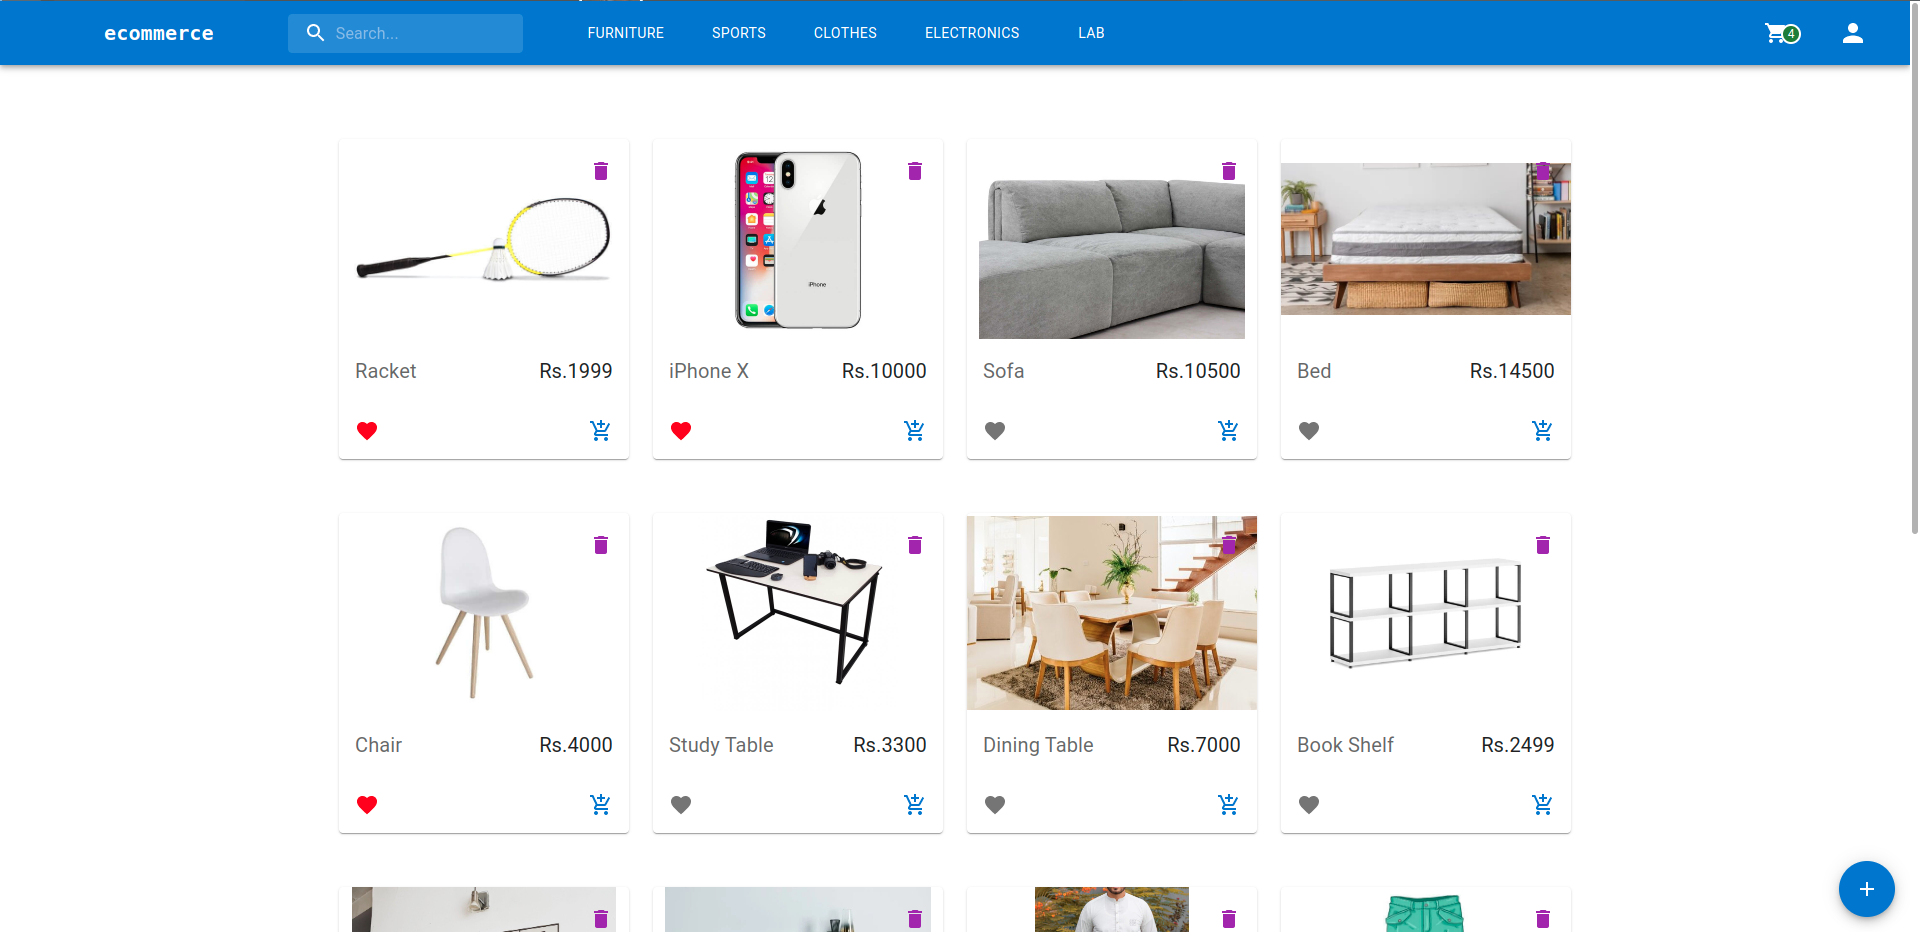 ecommerce
Search...
FURNITURE
SPORTS
CLOTHES
ELECTRONICS
LAB
4
iPhone
Racket Rs.1999
iPhone X Rs.10000
Sofa Rs.10500
Bed Rs.14500
Chair Rs.4000
Study Table Rs.3300
Dining Table Rs.7000
Book Shelf Rs.2499